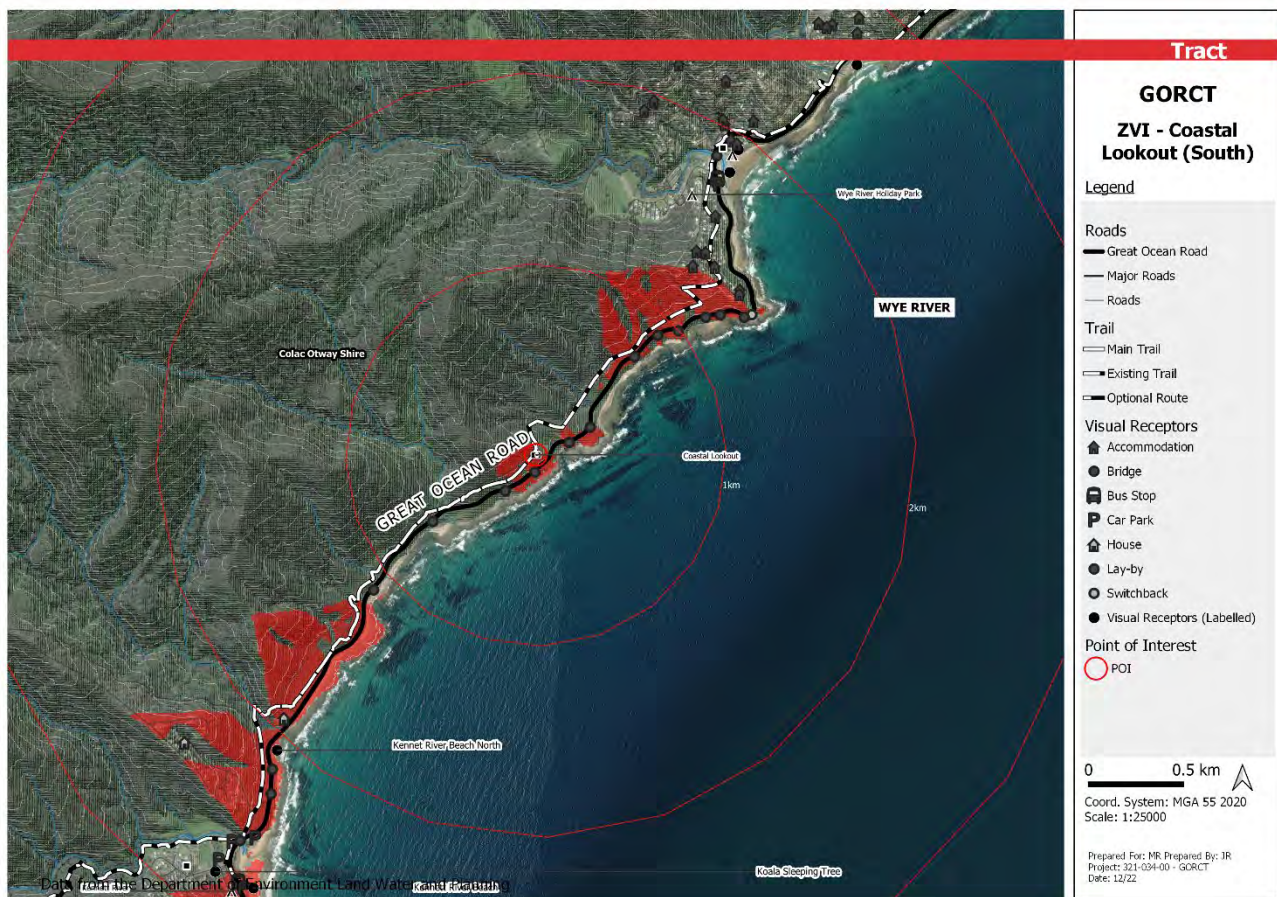 Tract
GORCT
ZVI - Coastal
Lookout (South)
Legend
Roads
Great Ocean Road
Major Roads
Roads
Trail
Main Trail
Existing Trail
Optional Route
Visual Receptors
Accommodation
Bridge
Bus Stop
Car Park
House
Lay-by
Switchback
Visual Receptors (Labelled)
Point of Interest
POI
0 0.5 km
Coord. System: MGA 55 2020
Scale: 1:25000
Prepared For: MR Prepared By: JR
Project: 321-034-00 - GORCT
Date: 12/22
Wye River Holiday Park
WYE RIVER
Colac Otway Shire
GREAT OCEAN ROAD
Coastal Lookout
1km
2km
Kennet River Beach North
Koala Sleeping Tree
Data from the Department of Environment Land Water and Planning